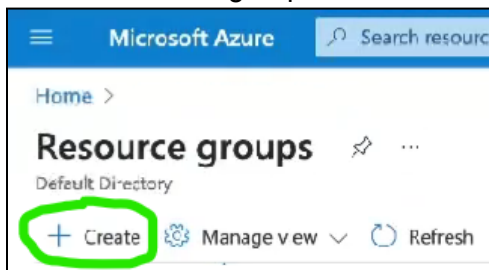 Microsoft Azure Search resourc
Home >
Resource groups ...
Default Directory
+ Create Manage view Refresh